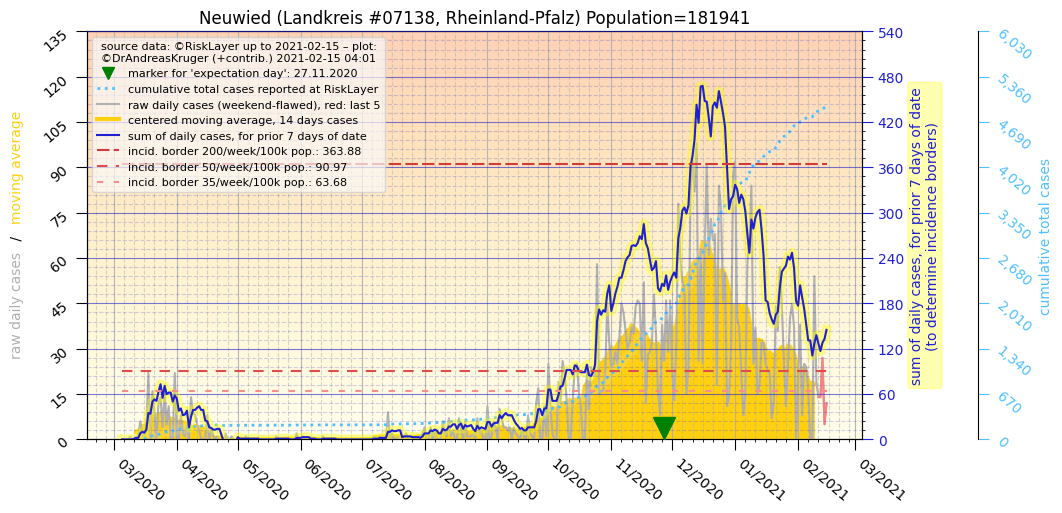 Neuwied (Landkreis #07138, Rheinland-Pfalz) Population=181941
source data: ©RiskLayer up to 2021-02-15 – plot:
©DrAndreasKruger (+contrib.) 2021-02-15 04:01
marker for 'expectation day': 27.11.2020
cumulative total cases reported at RiskLayer
raw daily cases (weekend-flawed), red: last 5
centered moving average, 14 days cases
sum of daily cases, for prior 7 days of date
incid. border 200/week/100k pop.: 363.88
incid. border 50/week/100k pop.: 90.97
incid. border 35/week/100k pop.: 63.68
raw daily cases / moving average
135
120
105
90
75
60
45
30
15
0
540
480
420
360
300
240
180
120
60
0
sum of daily cases, for prior 7 days of date
(to determine incidence borders)
6,030
5,360
4,690
4,020
3,350
2,680
2,010
1,340
670
0
cumulative total cases
03/2020
04/2020
05/2020
06/2020
07/2020
08/2020
09/2020
10/2020
11/2020
12/2020
01/2021
02/2021
03/2021